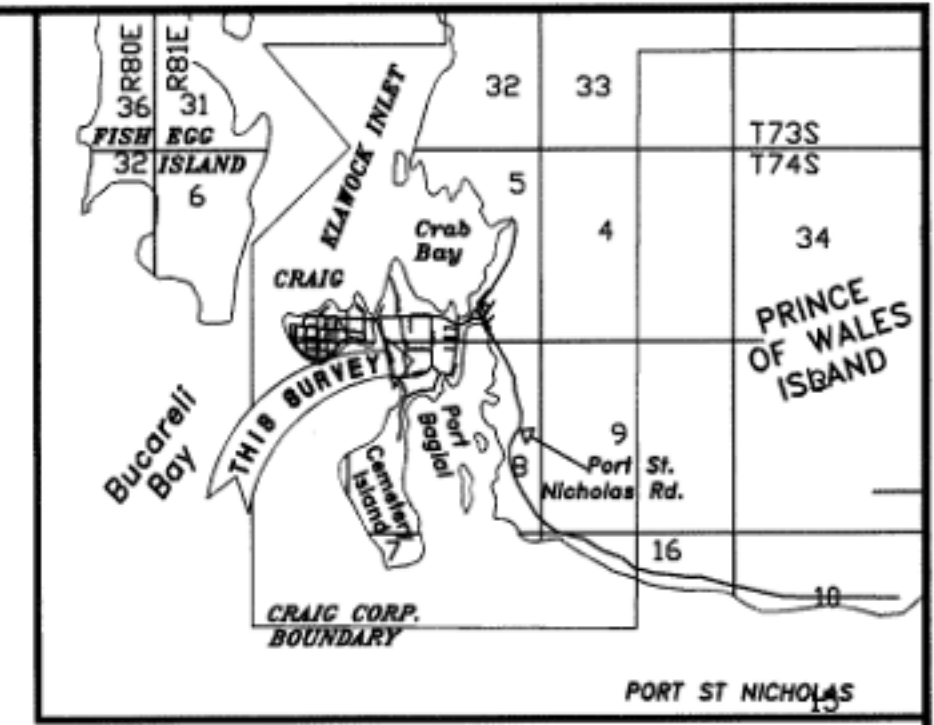 R80E
R81E
36
31
32
33
FISH EGG
T73S
32
ISLAND
T74S
6
5
KLAWOCK INLET
Crab
Bay
4
34
CRAIG
PRINCE
OF WALES
ISLAND
THIS SURVEY
Bucareli
Bay
Port
Bagial
9
8
Port St.
Nicholas Rd.
Cemetery
Island
7
16
10
CRAIG CORP.
BOUNDARY
PORT ST NICHOLAS
15